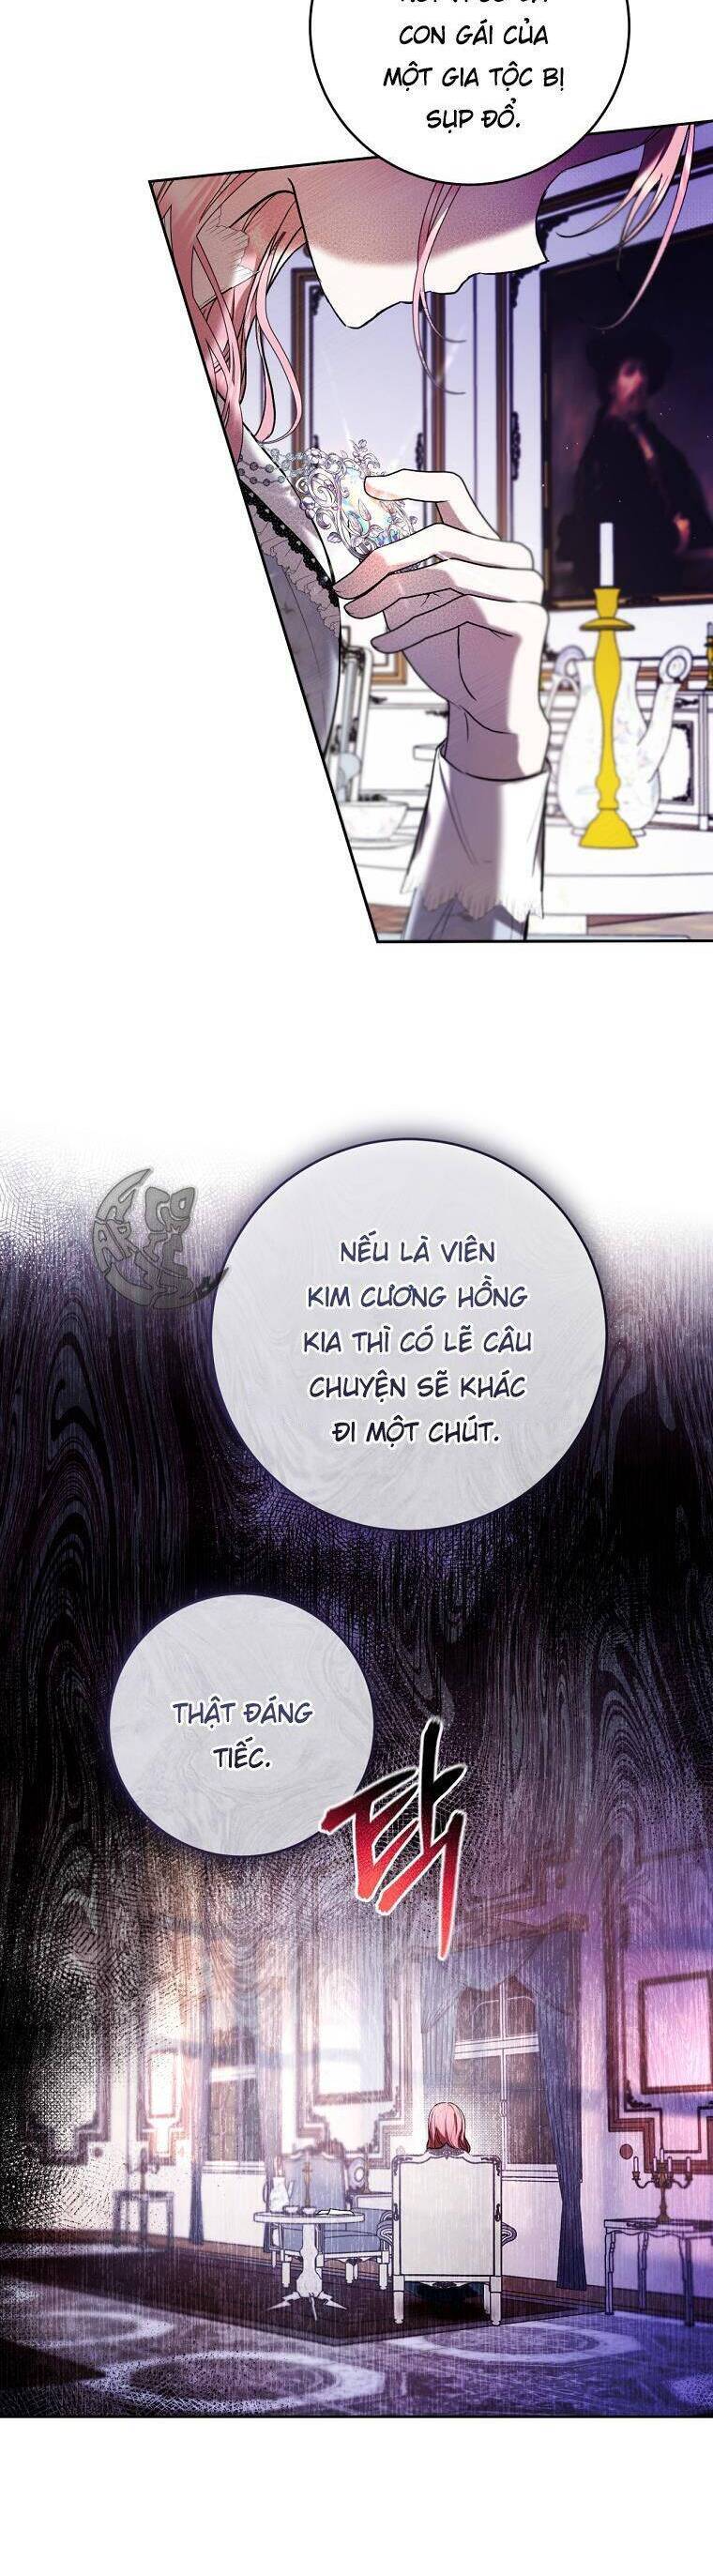 CON GÁI CỦA
MỘT GIA TỘC BỊ
SỤP ĐỔ.
NẾU LÀ VIÊN
KIM CƯƠNG HỒNG
KIA THÌ CÓ LẼ CÂU
CHUYỆN SẼ KHÁC
ĐI MỘT CHÚT.
THẬT ĐÁNG
TIẾC.
탁